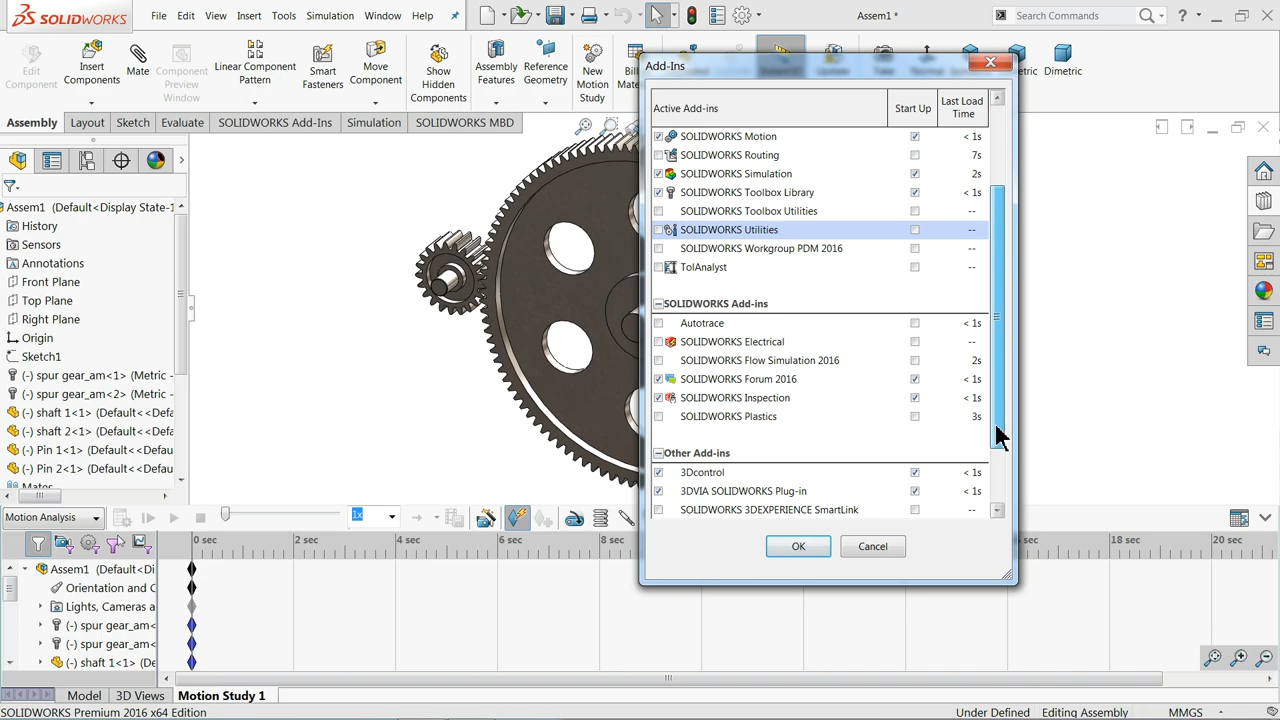 SOLIDWORKS File Edit View Insert Tools Simulation Window Help Assem1 * Search Commands ?
Edit Component
Insert Components
Mate
Component Preview Window
Linear Component Pattern
Smart Fasteners
Move Component
Show Hidden Components
Assembly Features
Reference Geometry
New Motion Study
Dimetric
Assembly Layout Sketch Evaluate SOLIDWORKS Add-Ins Simulation SOLIDWORKS MBD
Assem1 (Default<Display State-1
History
Sensors
Annotations
Front Plane
Top Plane
Right Plane
Origin
Sketch1
(-) spur gear_am<1> (Metric -
(-) spur gear_am<2> (Metric -
(-) shaft 1<1> (Default<<Defau
(-) shaft 2<1> (Default<<Defau
(-) Pin 1<1> (Default<<Default
(-) Pin 2<1> (Default<<Default
Mates
Add-Ins
Active Add-ins Start Up Last Load Time
SOLIDWORKS Motion < 1s
SOLIDWORKS Routing 7s
SOLIDWORKS Simulation 2s
SOLIDWORKS Toolbox Library < 1s
SOLIDWORKS Toolbox Utilities --
SOLIDWORKS Utilities --
SOLIDWORKS Workgroup PDM 2016 --
TolAnalyst --
SOLIDWORKS Add-ins
Autotrace < 1s
SOLIDWORKS Electrical --
SOLIDWORKS Flow Simulation 2016 2s
SOLIDWORKS Forum 2016 < 1s
SOLIDWORKS Inspection < 1s
SOLIDWORKS Plastics 3s
Other Add-ins
3Dcontrol < 1s
3DVIA SOLIDWORKS Plug-in < 1s
SOLIDWORKS 3DEXPERIENCE SmartLink --
OK Cancel
Motion Analysis 1x
0 sec 2 sec 4 sec 6 sec 8 sec 6 sec 18 sec 20 sec
Assem1 (Default<Di
Orientation and C
Lights, Cameras a
(-) spur gear_am<
(-) spur gear_am<
(-) shaft 1<1> (De
Model 3D Views Motion Study 1
SOLIDWORKS Premium 2016 x64 Edition Under Defined Editing Assembly MMGS